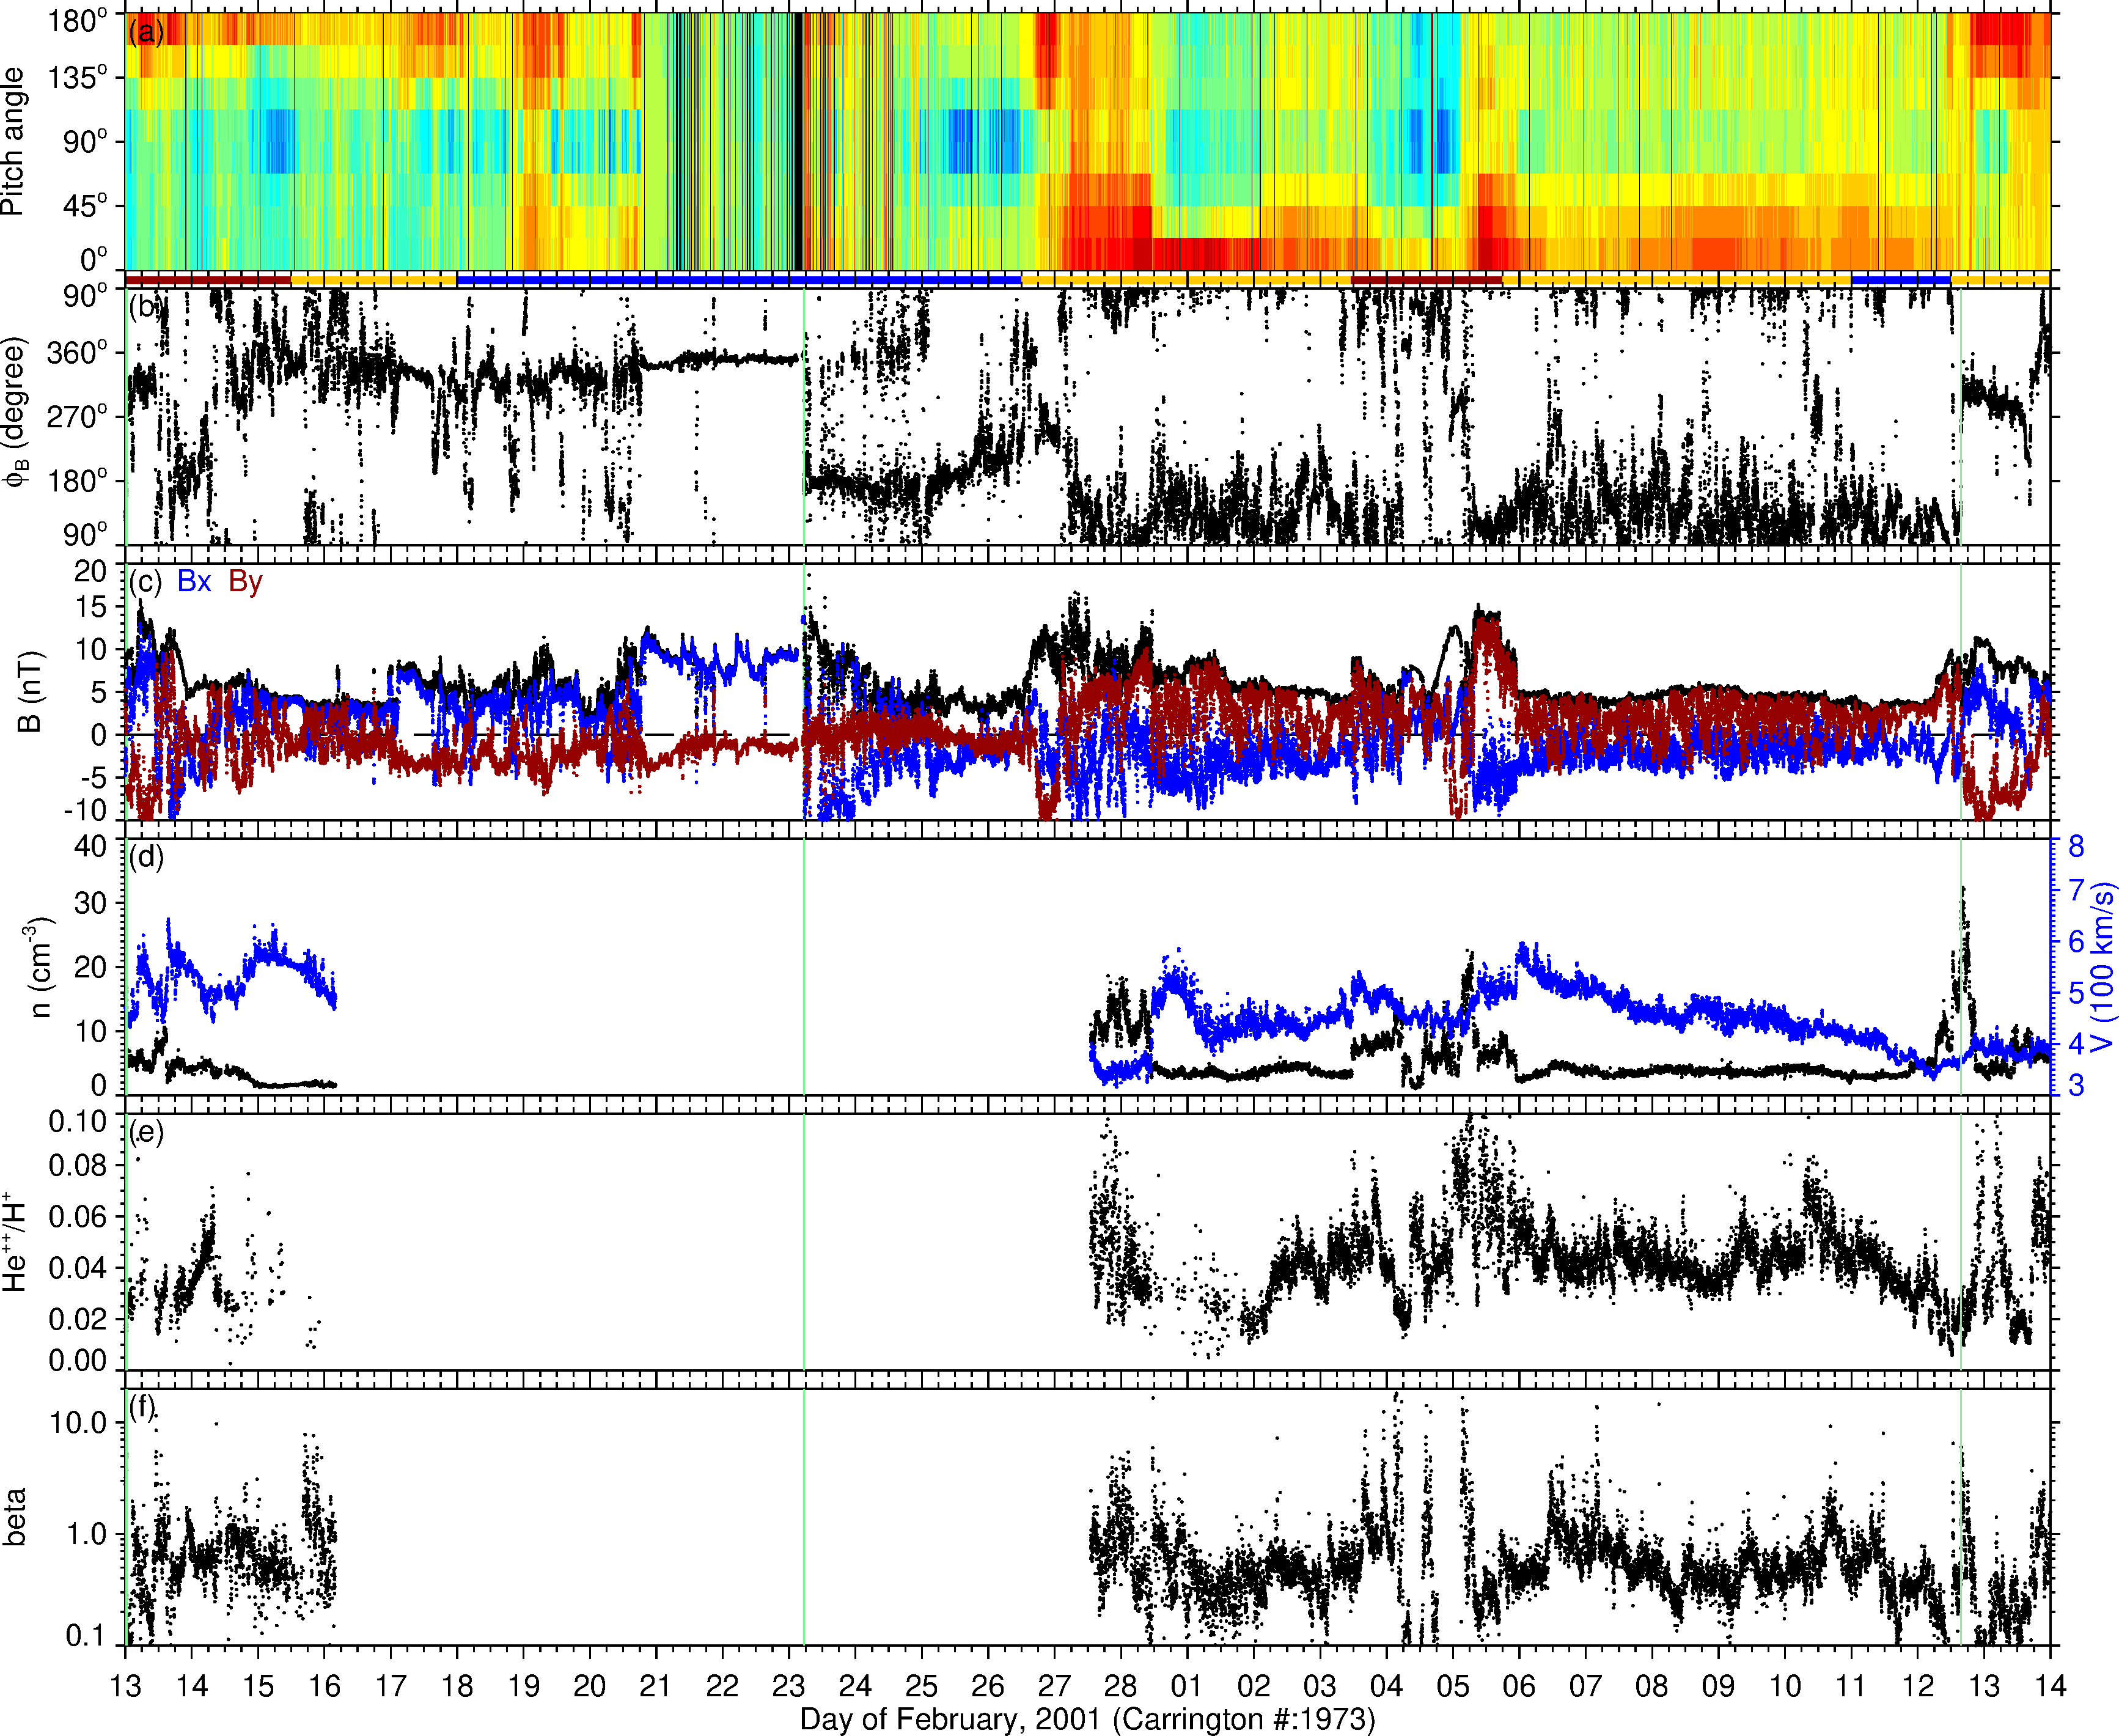 (a)
180°
135°
90°
45°
0°
Pitch angle
(b)
90°
360°
270°
180°
90°
ϕB (degree)
(c) Bx By
20
15
10
5
0
-5
-10
B (nT)
(d)
40
30
20
10
0
n (cm-3)
8
7
6
5
4
3
V (100 km/s)
(e)
0.10
0.08
0.06
0.04
0.02
0.00
He++/H+
(f)
10.0
1.0
0.1
beta
13 14 15 16 17 18 19 20 21 22 23 24 25 26 27 28 01 02 03 04 05 06 07 08 09 10 11 12 13 14
Day of February, 2001 (Carrington #:1973)